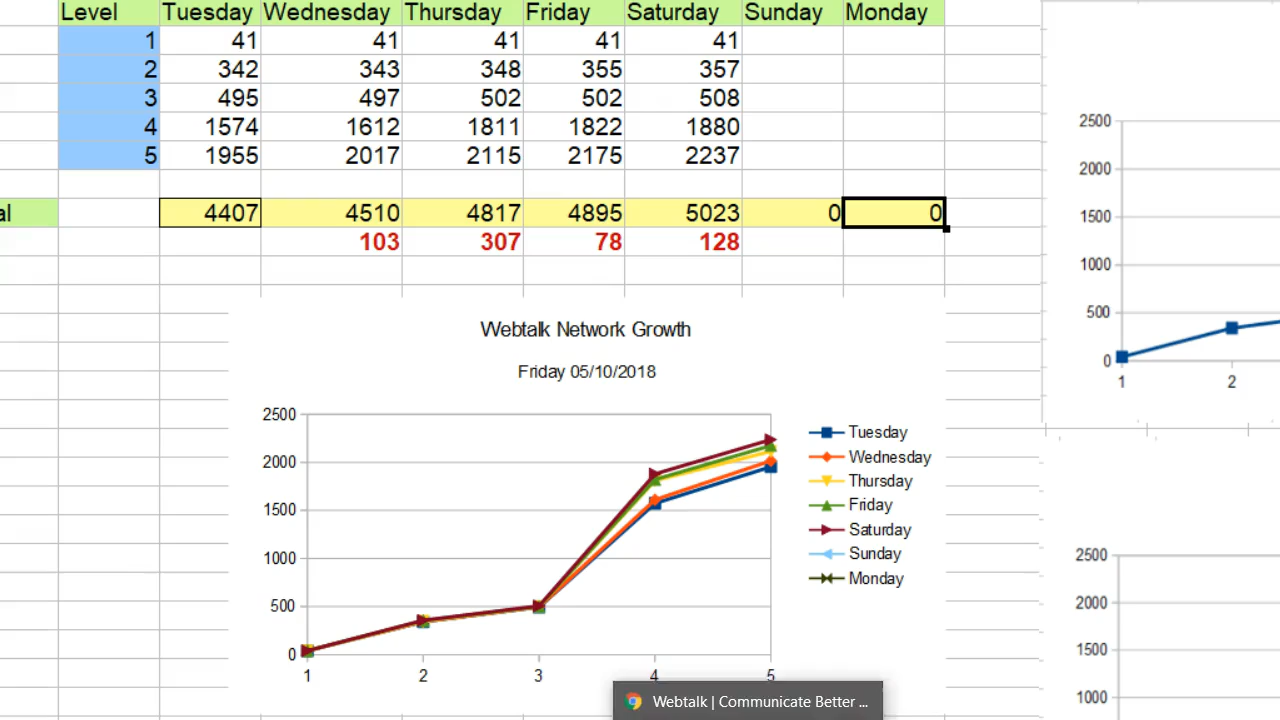 Level Tuesday Wednesday Thursday Friday Saturday Sunday Monday
1 41 41 41 41 41
2 342 343 348 355 357
3 495 497 502 502 508
4 1574 1612 1811 1822 1880
5 1955 2017 2115 2175 2237
al 4407 4510 4817 4895 5023 0 0
103 307 78 128
Webtalk Network Growth
Friday 05/10/2018
2500
2000
1500
1000
500
0
1 2 3 4 5
Tuesday
Wednesday
Thursday
Friday
Saturday
Sunday
Monday
2500
2000
1500
1000
500
0
1 2
2500
2000
1500
1000
Webtalk | Communicate Better ...